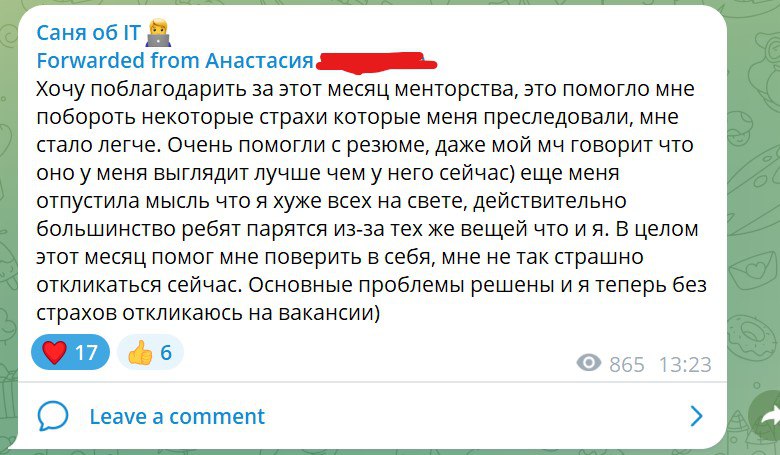 Саня об IT 👨‍💻
Forwarded from Анастасия
Хочу поблагодарить за этот месяц менторства, это помогло мне
побороть некоторые страхи которые меня преследовали, мне
стало легче. Очень помогли с резюме, даже мой мч говорит что
оно у меня выглядит лучше чем у него сейчас) еще меня
отпустила мысль что я хуже всех на свете, действительно
большинство ребят парятся из-за тех же вещей что и я. В целом
этот месяц помог мне поверить в себя, мне не так страшно
откликаться сейчас. Основные проблемы решены и я теперь без
страхов откликаюсь на вакансии)
❤️ 17 👍 6
865 13:23
Leave a comment